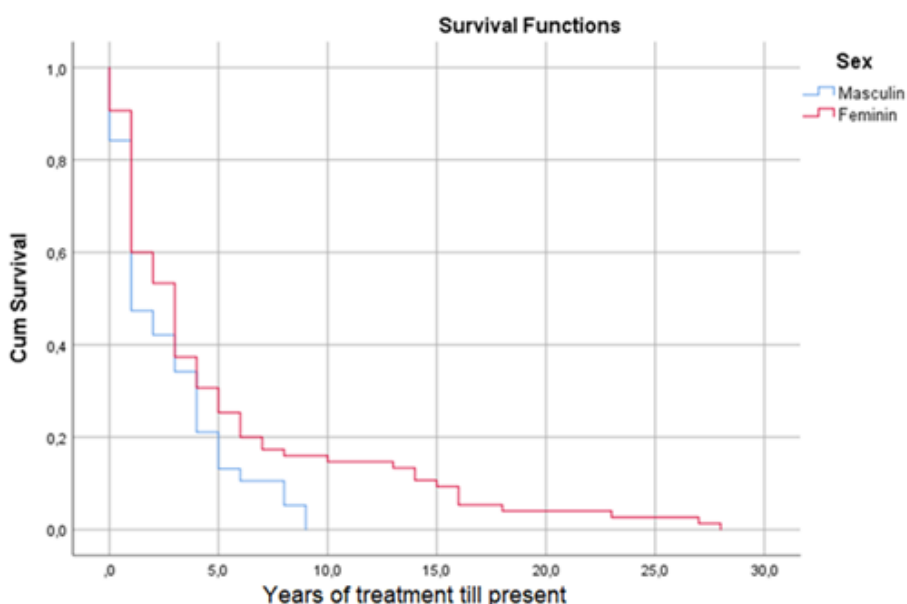 Survival Functions
Sex
Masculin
Feminin
Cum Survival
1,0
0,8
0,6
0,4
0,2
0,0
,0
5,0
10,0
15,0
20,0
25,0
30,0
Years of treatment till present